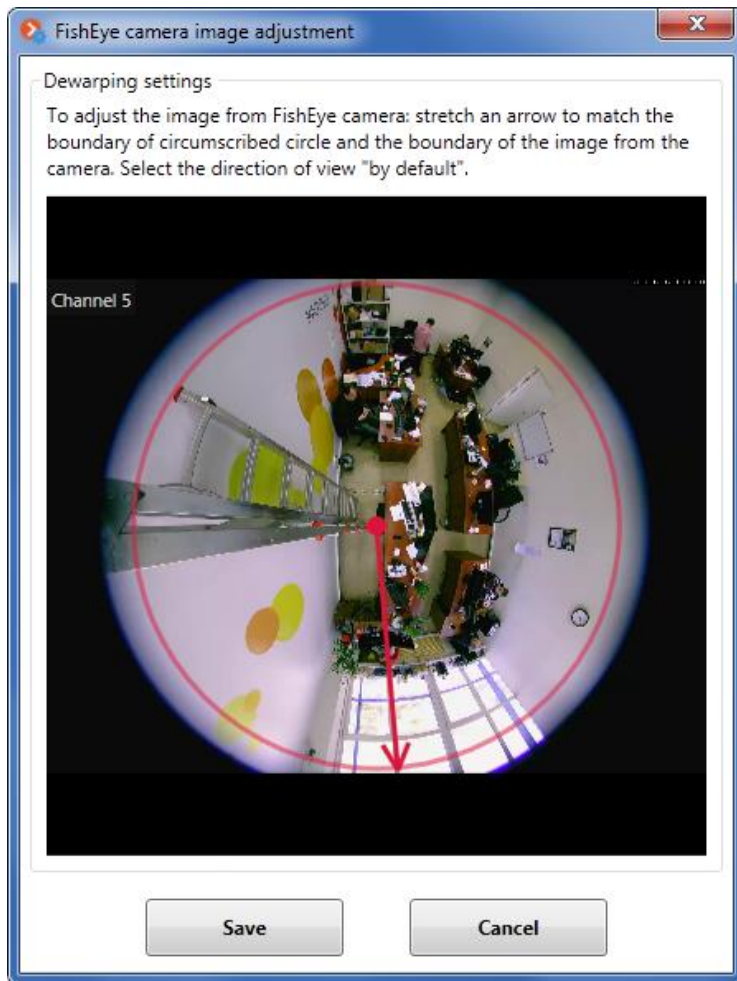 FishEye camera image adjustment
Dewarping settings
To adjust the image from FishEye camera: stretch an arrow to match the
boundary of circumscribed circle and the boundary of the image from the
camera. Select the direction of view "by default".
Channel 5
Save
Cancel